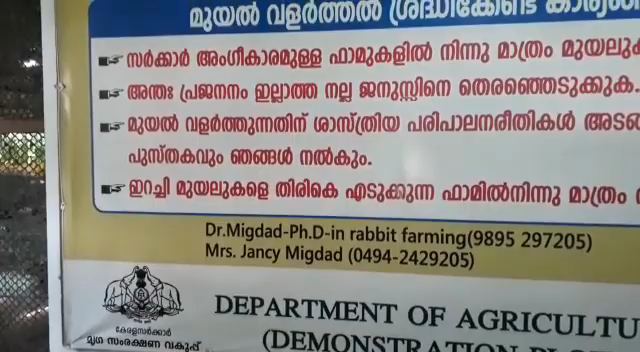 മുയൽ വളർത്തൽ ശ്രദ്ധിക്കേണ്ട
സർക്കാർ അംഗീകാരമുള്ള ഫാമുകളിൽ നിന്നു മാത്രം
അന്തഃ പ്രജനനം ഇല്ലാത്ത നല്ല ജനുസ്സിനെ തെരഞ്ഞെടുക്കുക.
മുയൽ വളർത്തുന്നതിന് ശാസ്ത്രിയ പരിപാലനരീതികൾ
പുസ്തകവും ഞങ്ങൾ നൽകും.
ഇറച്ചി മുയലുകളെ തിരികെ എടുക്കുന്ന ഫാമിൽനിന്നു മാത്രം
Dr.Migdad-Ph.D-in rabbit farming(9895 297205)
Mrs. Jancy Migdad (0494-2429205)
DEPARTMENT OF
കേരളസർക്കാർ
മൃഗ സംരക്ഷണ വകുപ്പ്